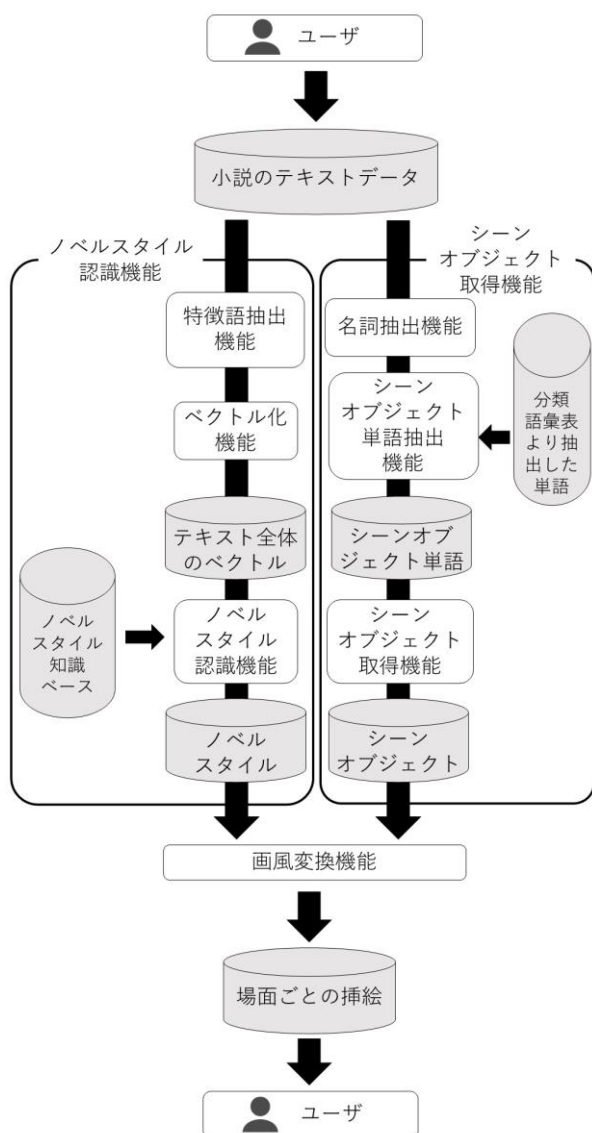 ユーザ
小説のテキストデータ
ノベルスタイル
認識機能
特徴語抽出
機能
ベクトル化
機能
テキスト全体
のベクトル
ノベル
スタイル
知識
ベース
ノベル
スタイル
認識機能
ノベル
スタイル
シーン
オブジェクト
取得機能
名詞抽出機能
シーン
オブジェクト
単語抽出
機能
分類
語彙表
より抽
出した
単語
シーンオブ
ジェクト単語
シーン
オブジェクト
取得機能
シーン
オブジェクト
画風変換機能
場面ごとの挿絵
ユーザ